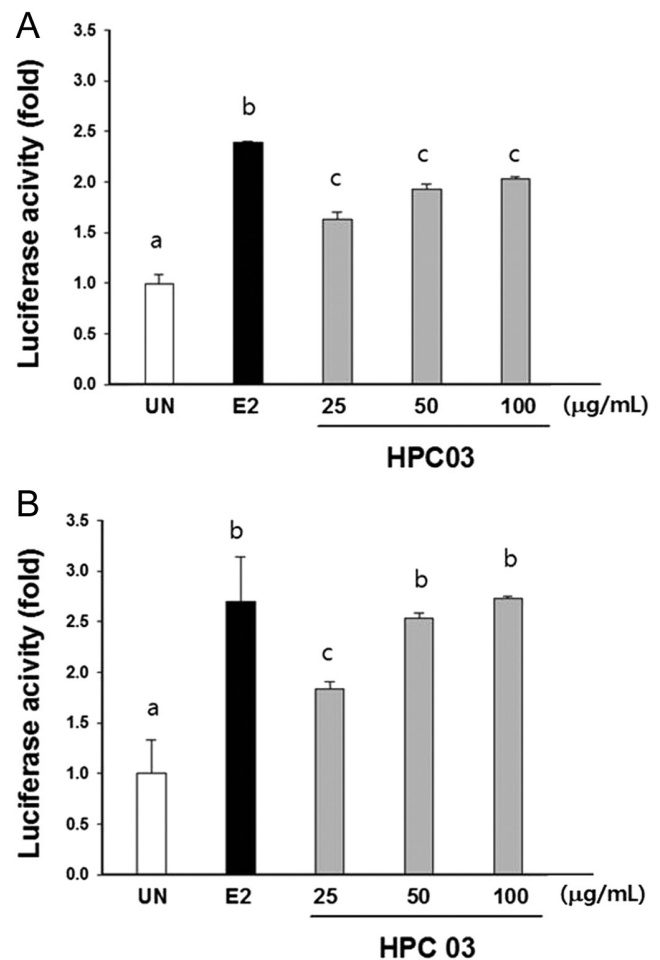 A
Luciferase acivity (fold)
3.5
3.0
2.5
2.0
1.5
1.0
0.5
0.0
a
b
c
c
c
UN E2 25 50 100 (μg/mL)
HPC03
B
Luciferase acivity (fold)
3.5
3.0
2.5
2.0
1.5
1.0
0.5
0.0
a
b
c
b
b
UN E2 25 50 100 (μg/mL)
HPC 03